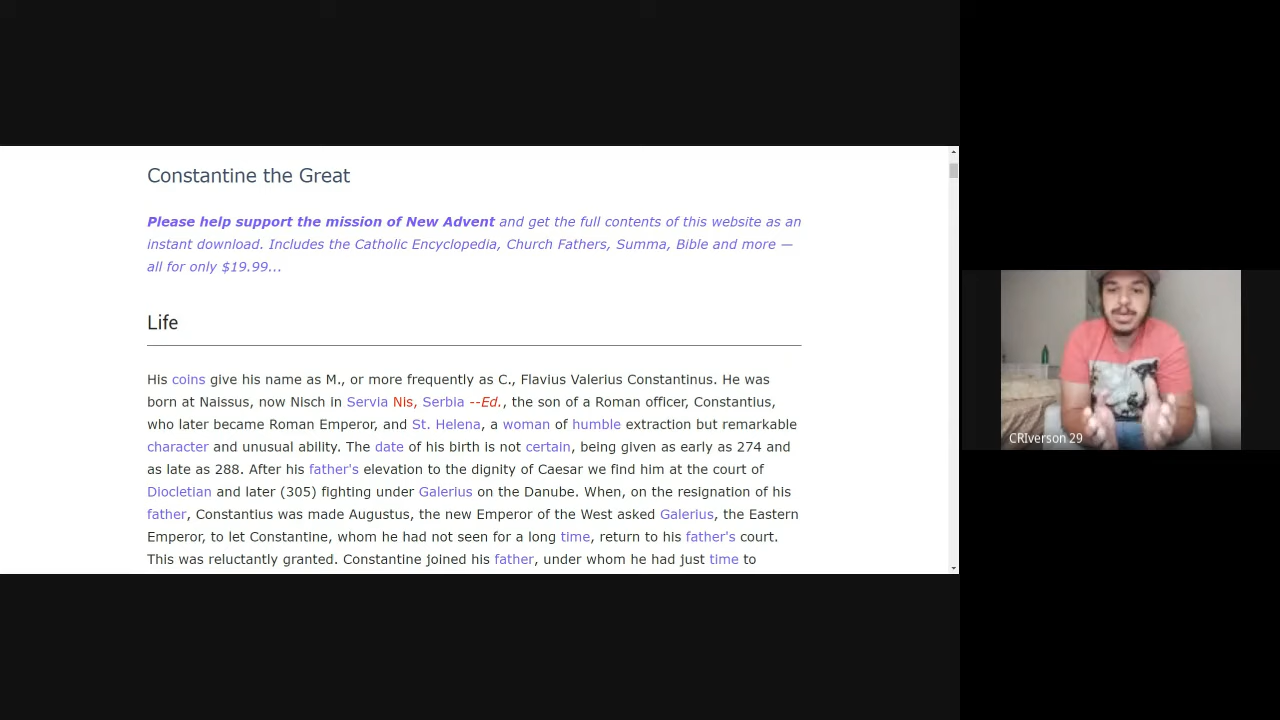 Constantine the Great
Please help support the mission of New Advent and get the full contents of this website as an
instant download. Includes the Catholic Encyclopedia, Church Fathers, Summa, Bible and more —
all for only $19.99...
Life
His coins give his name as M., or more frequently as C., Flavius Valerius Constantinus. He was
born at Naissus, now Nisch in Servia Nis, Serbia --Ed., the son of a Roman officer, Constantius,
who later became Roman Emperor, and St. Helena, a woman of humble extraction but remarkable
character and unusual ability. The date of his birth is not certain, being given as early as 274 and
as late as 288. After his father's elevation to the dignity of Caesar we find him at the court of
Diocletian and later (305) fighting under Galerius on the Danube. When, on the resignation of his
father, Constantius was made Augustus, the new Emperor of the West asked Galerius, the Eastern
Emperor, to let Constantine, whom he had not seen for a long time, return to his father's court.
This was reluctantly granted. Constantine joined his father, under whom he had just time to
CRIverson 29